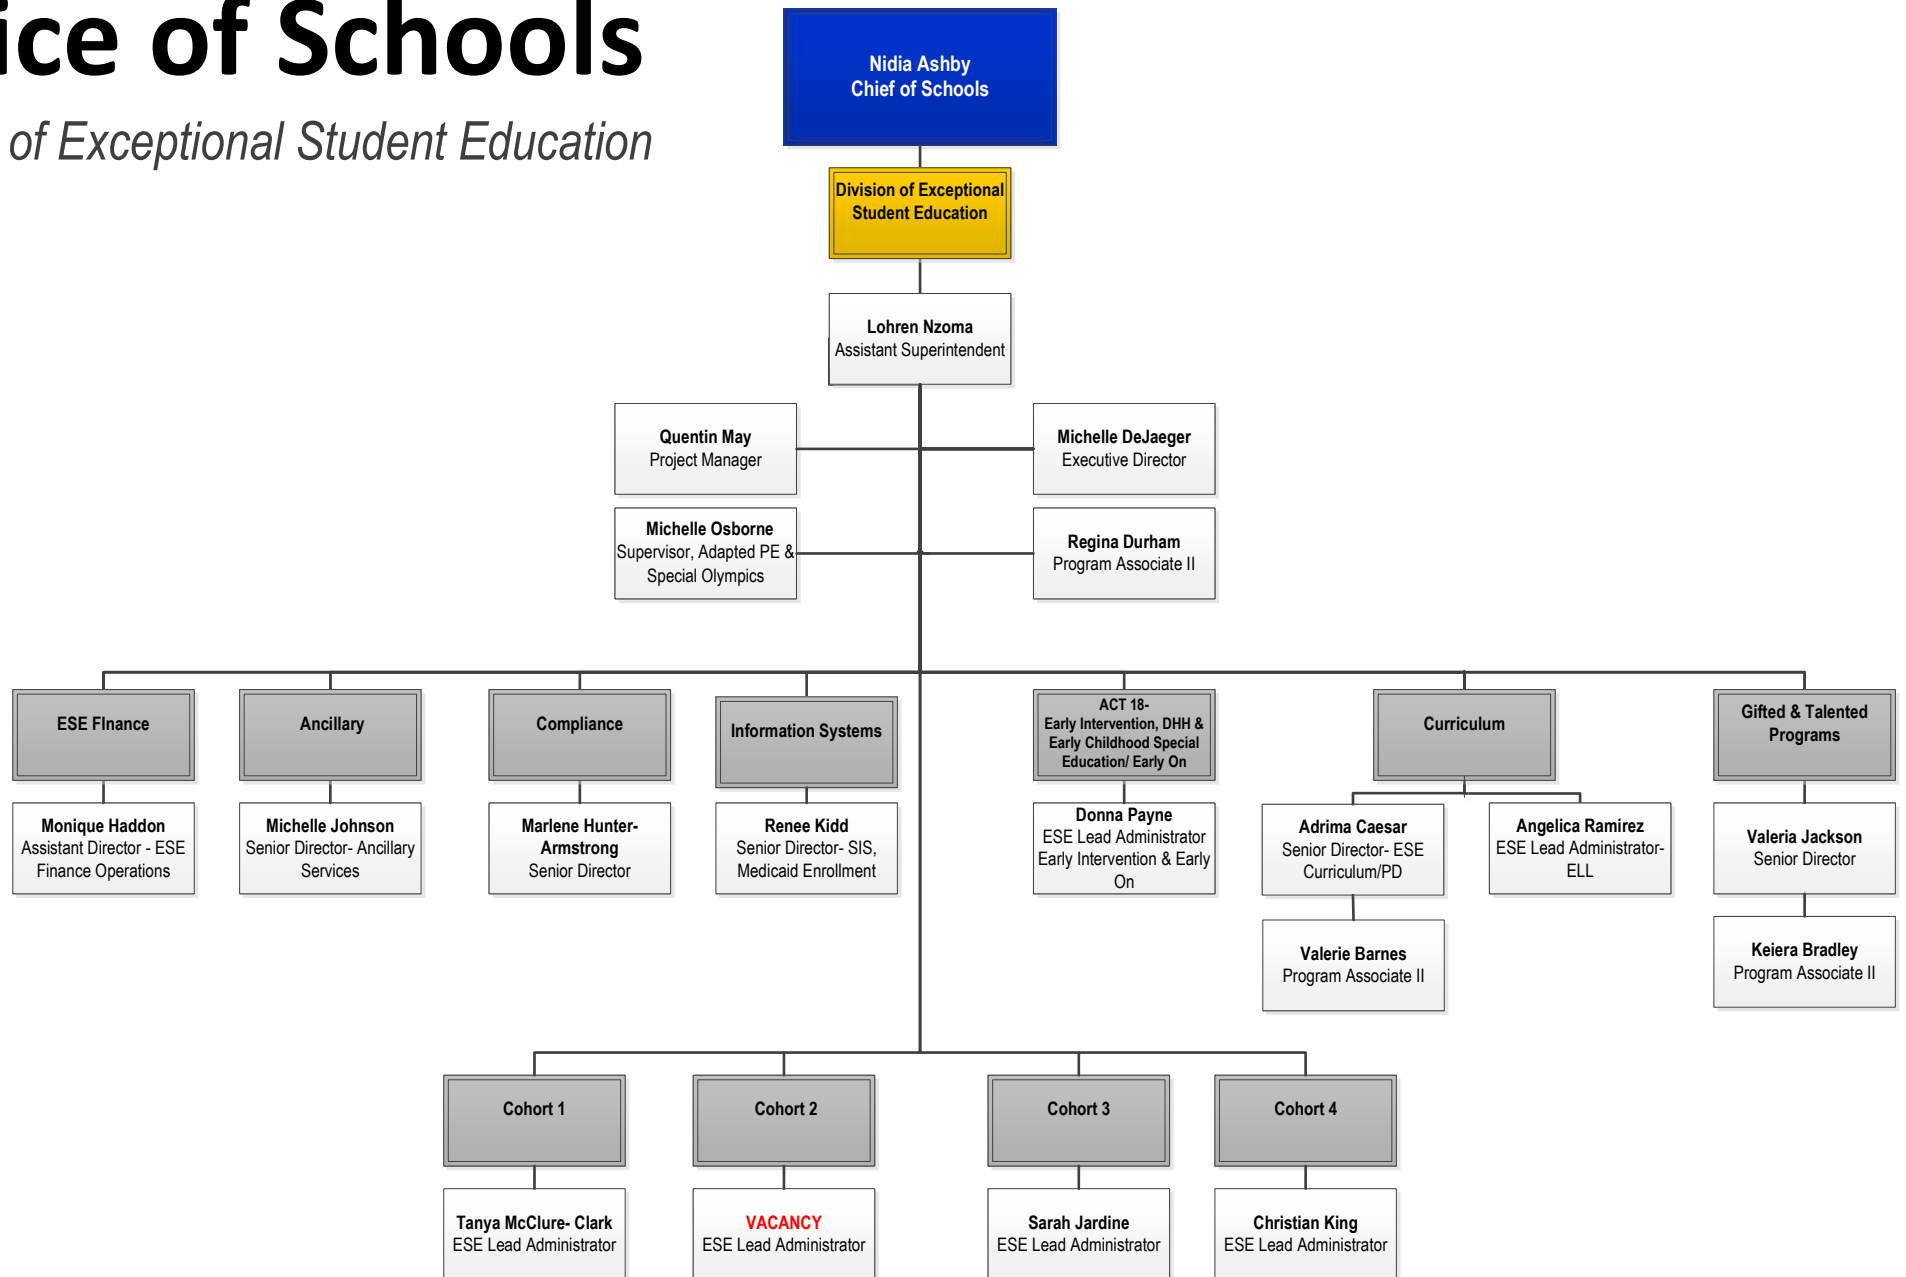 ice of Schools
of Exceptional Student Education
Nidia Ashby
Chief of Schools
Division of Exceptional
Student Education
Lohren Nzoma
Assistant Superintendent
Quentin May
Project Manager
Michelle DeJaeger
Executive Director
Michelle Osborne
Supervisor, Adapted PE &
Special Olympics
Regina Durham
Program Associate II
ESE FInance
Ancillary
Compliance
Information Systems
ACT 18-
Early Intervention, DHH &
Early Childhood Special
Education/ Early On
Curriculum
Gifted & Talented
Programs
Monique Haddon
Assistant Director - ESE
Finance Operations
Michelle Johnson
Senior Director- Ancillary
Services
Marlene Hunter-
Armstrong
Senior Director
Renee Kidd
Senior Director- SIS,
Medicaid Enrollment
Donna Payne
ESE Lead Administrator
Early Intervention & Early
On
Adrima Caesar
Senior Director- ESE
Curriculum/PD
Angelica Ramirez
ESE Lead Administrator-
ELL
Valeria Jackson
Senior Director
Valerie Barnes
Program Associate II
Keiera Bradley
Program Associate II
Cohort 1
Cohort 2
Cohort 3
Cohort 4
Tanya McClure- Clark
ESE Lead Administrator
VACANCY
ESE Lead Administrator
Sarah Jardine
ESE Lead Administrator
Christian King
ESE Lead Administrator